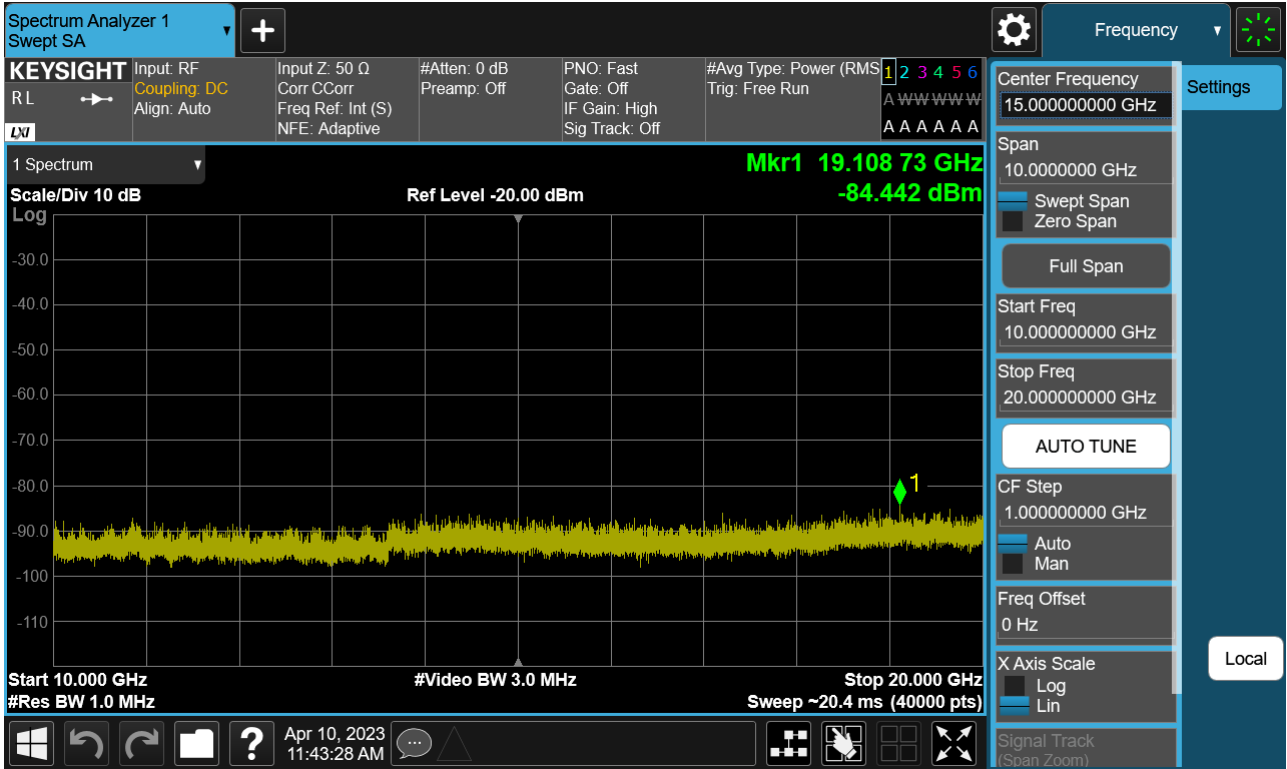 Spectrum Analyzer 1
Swept SA
Frequency
KEYSIGHT
R L
LXI
Input: RF
Coupling: DC
Align: Auto
Input Z: 50 Ω
Corr CCorr
Freq Ref: Int (S)
NFE: Adaptive
#Atten: 0 dB
Preamp: Off
PNO: Fast
Gate: Off
IF Gain: High
Sig Track: Off
#Avg Type: Power (RMS
Trig: Free Run
1 2 3 4 5 6
A W W W W W
A A A A A A
1 Spectrum
Mkr1 19.108 73 GHz
-84.442 dBm
Scale/Div 10 dB
Ref Level -20.00 dBm
Log
-30.0
-40.0
-50.0
-60.0
-70.0
-80.0
-90.0
-100
-110
1
Start 10.000 GHz
#Video BW 3.0 MHz
Stop 20.000 GHz
#Res BW 1.0 MHz
Sweep ~20.4 ms (40000 pts)
Center Frequency
15.000000000 GHz
Span
10.0000000 GHz
Swept Span
Zero Span
Full Span
Start Freq
10.000000000 GHz
Stop Freq
20.000000000 GHz
AUTO TUNE
CF Step
1.000000000 GHz
Auto
Man
Freq Offset
0 Hz
X Axis Scale
Log
Lin
Signal Track
(Span Zoom)
Settings
Local
?
Apr 10, 2023
11:43:28 AM